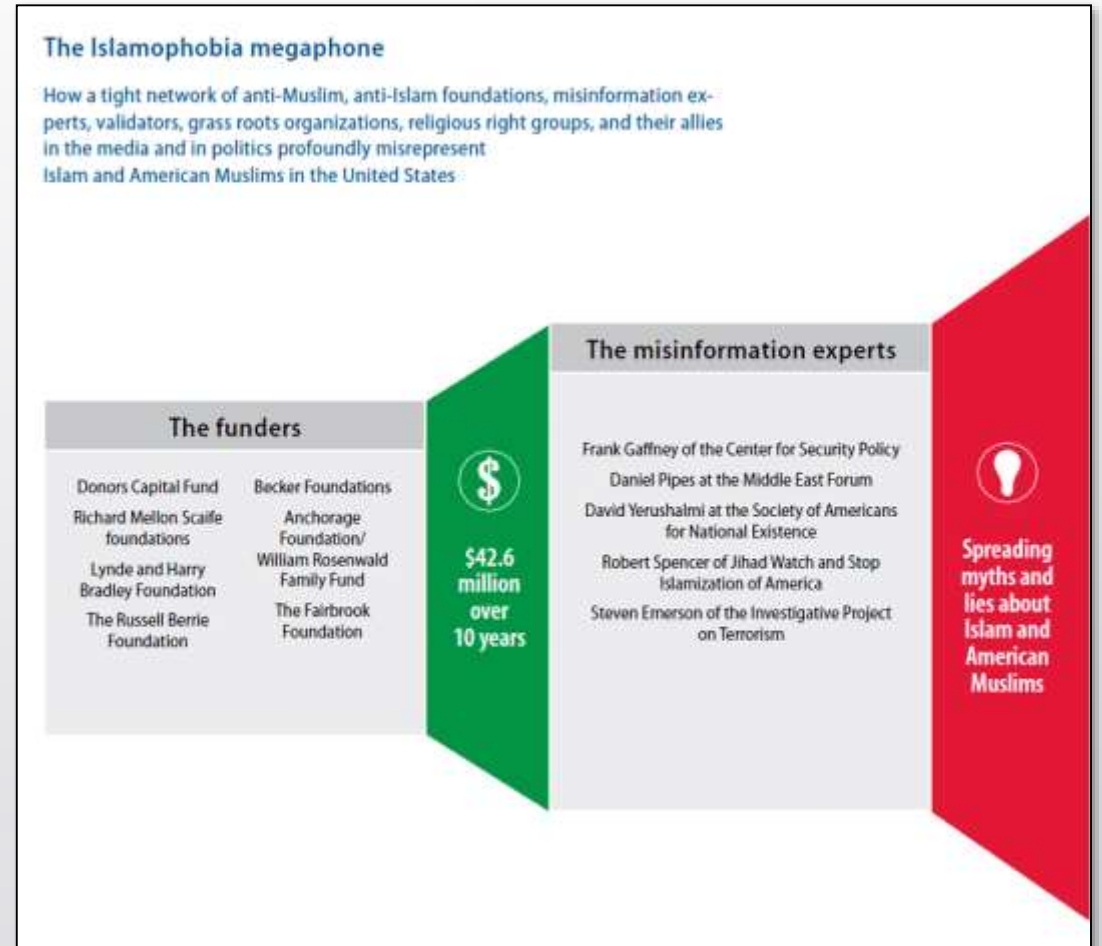 The Islamophobia megaphone
How a tight network of anti-Muslim, anti-Islam foundations, misinformation ex-
perts, validators, grass roots organizations, religious right groups, and their allies
in the media and in politics profoundly misrepresent
Islam and American Muslims in the United States
The funders
Donors Capital Fund
Richard Mellon Scaife
foundations
Lynde and Harry
Bradley Foundation
The Russell Berrie
Foundation
Becker Foundations
Anchorage
Foundation/
William Rosenwald
Family Fund
The Fairbrook
Foundation
$
$42.6
million
over
10 years
The misinformation experts
Frank Gaffney of the Center for Security Policy
Daniel Pipes at the Middle East Forum
David Yerushalmi at the Society of Americans
for National Existence
Robert Spencer of Jihad Watch and Stop
Islamization of America
Steven Emerson of the Investigative Project
on Terrorism
Spreading
myths and
lies about
Islam and
American
Muslims